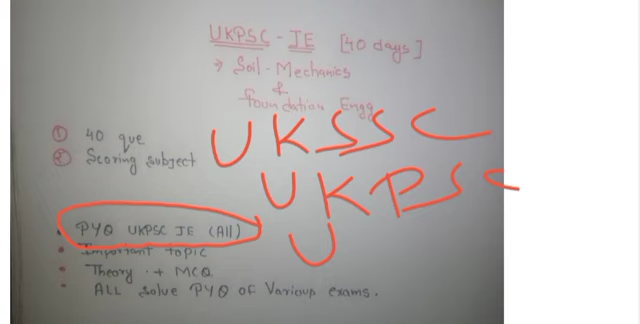 UKPSC - JE [40 days]
→ Soil-Mechanics
&
Foundation Engg
① 40 que
② Scoring subject
UKSSSC
UKPSC
U
• PYQ UKPSC JE (All)
• Important topic
• Theory + MCQ
• ALL Solve PYQ of Various exams.